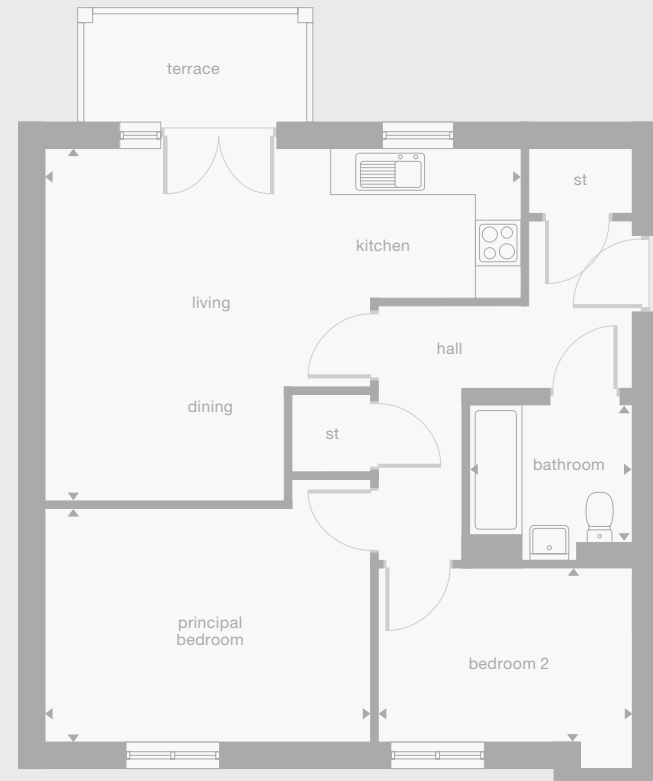 terrace
st
kitchen
living
hall
dining
st
bathroom
principal
bedroom
bedroom 2